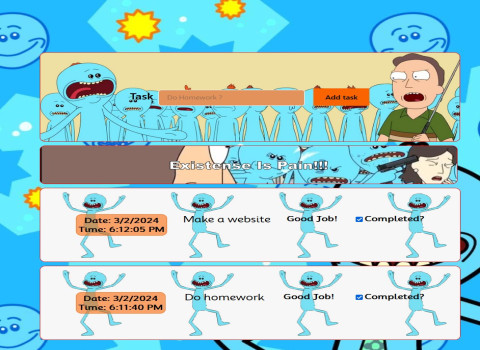 Task Do Homework ? Add task
Existense Is Pain!!!
Date: 3/2/2024
Time: 6:12:05 PM
Make a website Good Job! Completed?
Date: 3/2/2024
Time: 6:11:40 PM
Do homework Good Job! Completed?